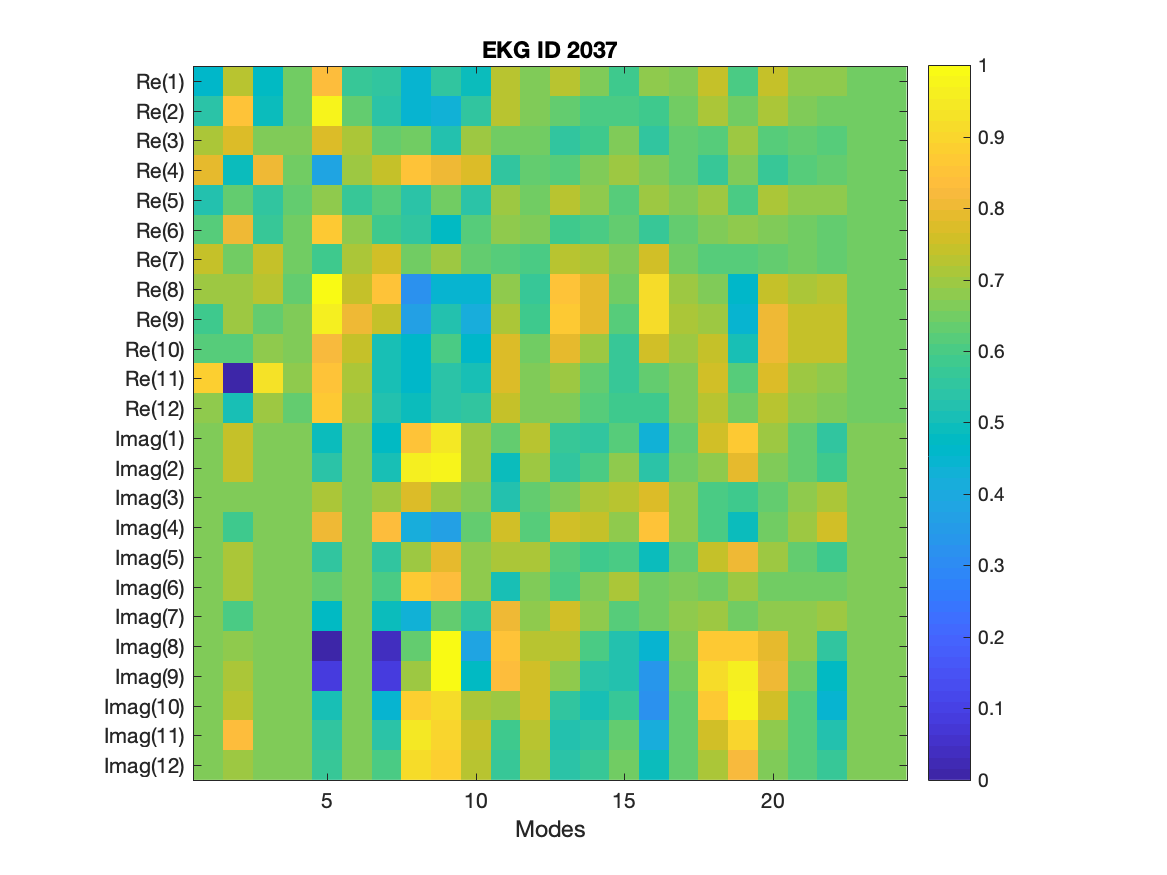 EKG ID 2037
Re(1)
Re(2)
Re(3)
Re(4)
Re(5)
Re(6)
Re(7)
Re(8)
Re(9)
Re(10)
Re(11)
Re(12)
Imag(1)
Imag(2)
Imag(3)
Imag(4)
Imag(5)
Imag(6)
Imag(7)
Imag(8)
Imag(9)
Imag(10)
Imag(11)
Imag(12)
5 10 15 20
Modes
1
0.9
0.8
0.7
0.6
0.5
0.4
0.3
0.2
0.1
0